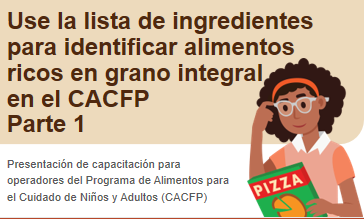 Use la lista de ingredientes
para identificar alimentos
ricos en grano integral
en el CACFP
Parte 1
Presentación de capacitación para
operadores del Programa de Alimentos para
el Cuidado de Niños y Adultos (CACFP)
PIZZA